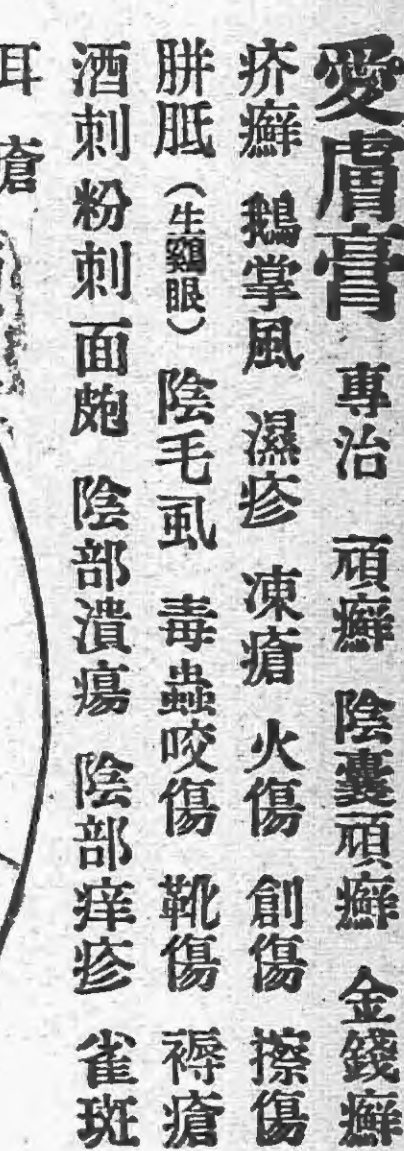 愛膚膏 專治 頑癬 陰囊頑癬 金錢癬
疥癬 鵝掌風 濕疹 凍瘡 火傷 創傷 擦傷
胼胝（生鷄眼）陰毛虱 毒蟲咬傷 靴傷 褥瘡
酒刺 粉刺 面皰 陰部潰瘍 陰部痒疹 雀斑
耳 瘡